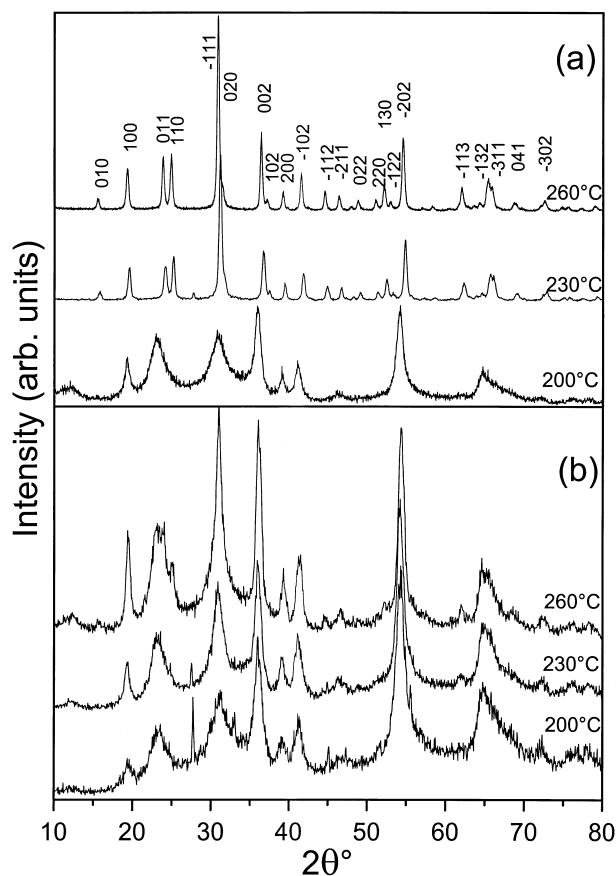 (a)
010
100
011
110
-111
020
002
102
200
-102
-112
-211
022
220
130
-122
-202
-113
-132
-311
041
-302
260°C
230°C
200°C
(b)
260°C
230°C
200°C
Intensity (arb. units)
10 20 30 40 50 60 70 80
2θ°